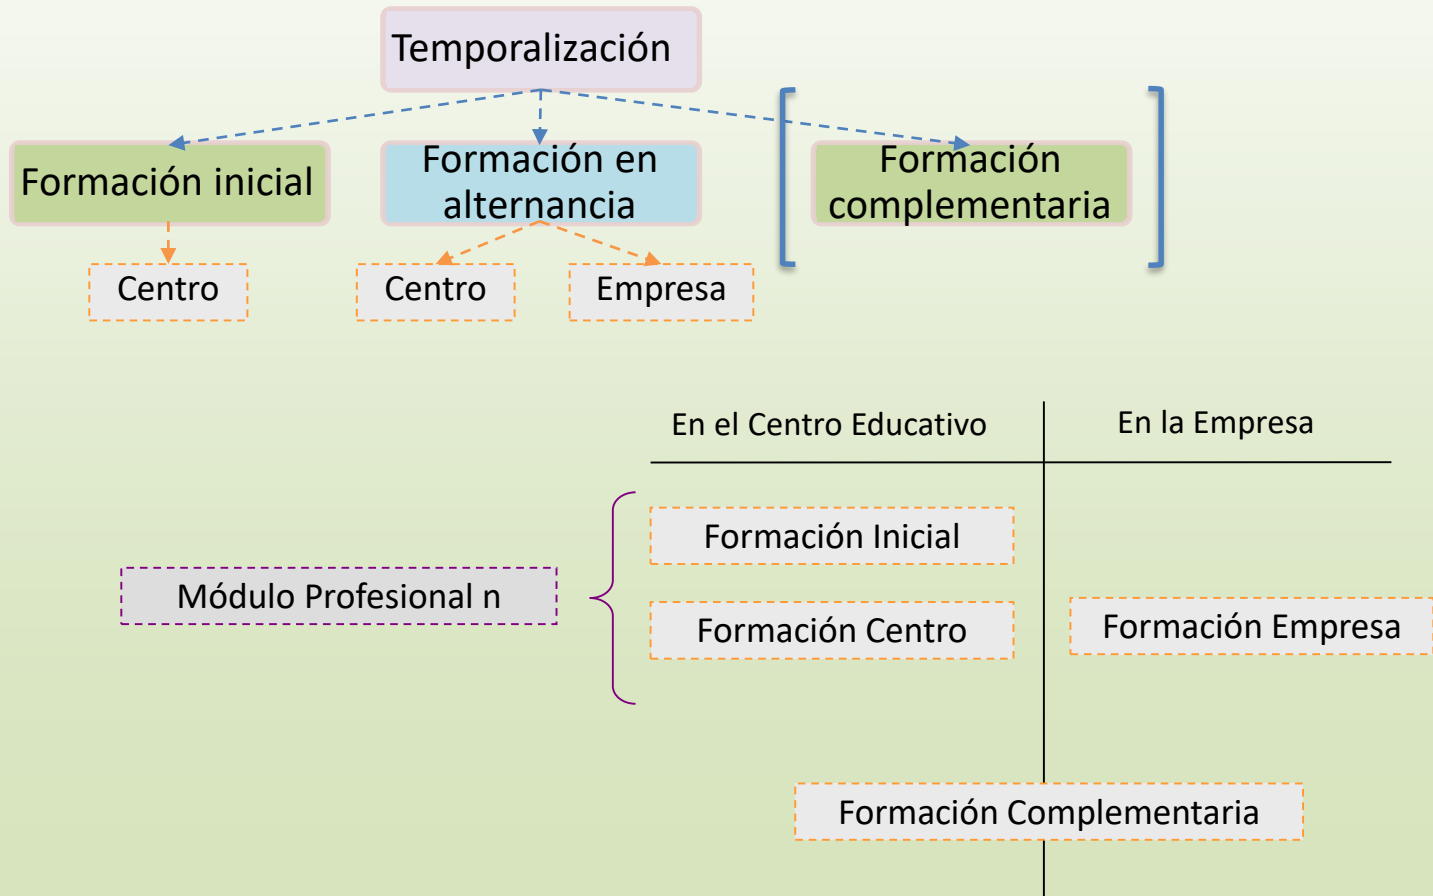 Temporalización
Formación inicial
Formación en
alternancia
Formación
complementaria
Centro
Centro
Empresa
En el Centro Educativo
En la Empresa
Formación Inicial
Módulo Profesional n
Formación Centro
Formación Empresa
Formación Complementaria